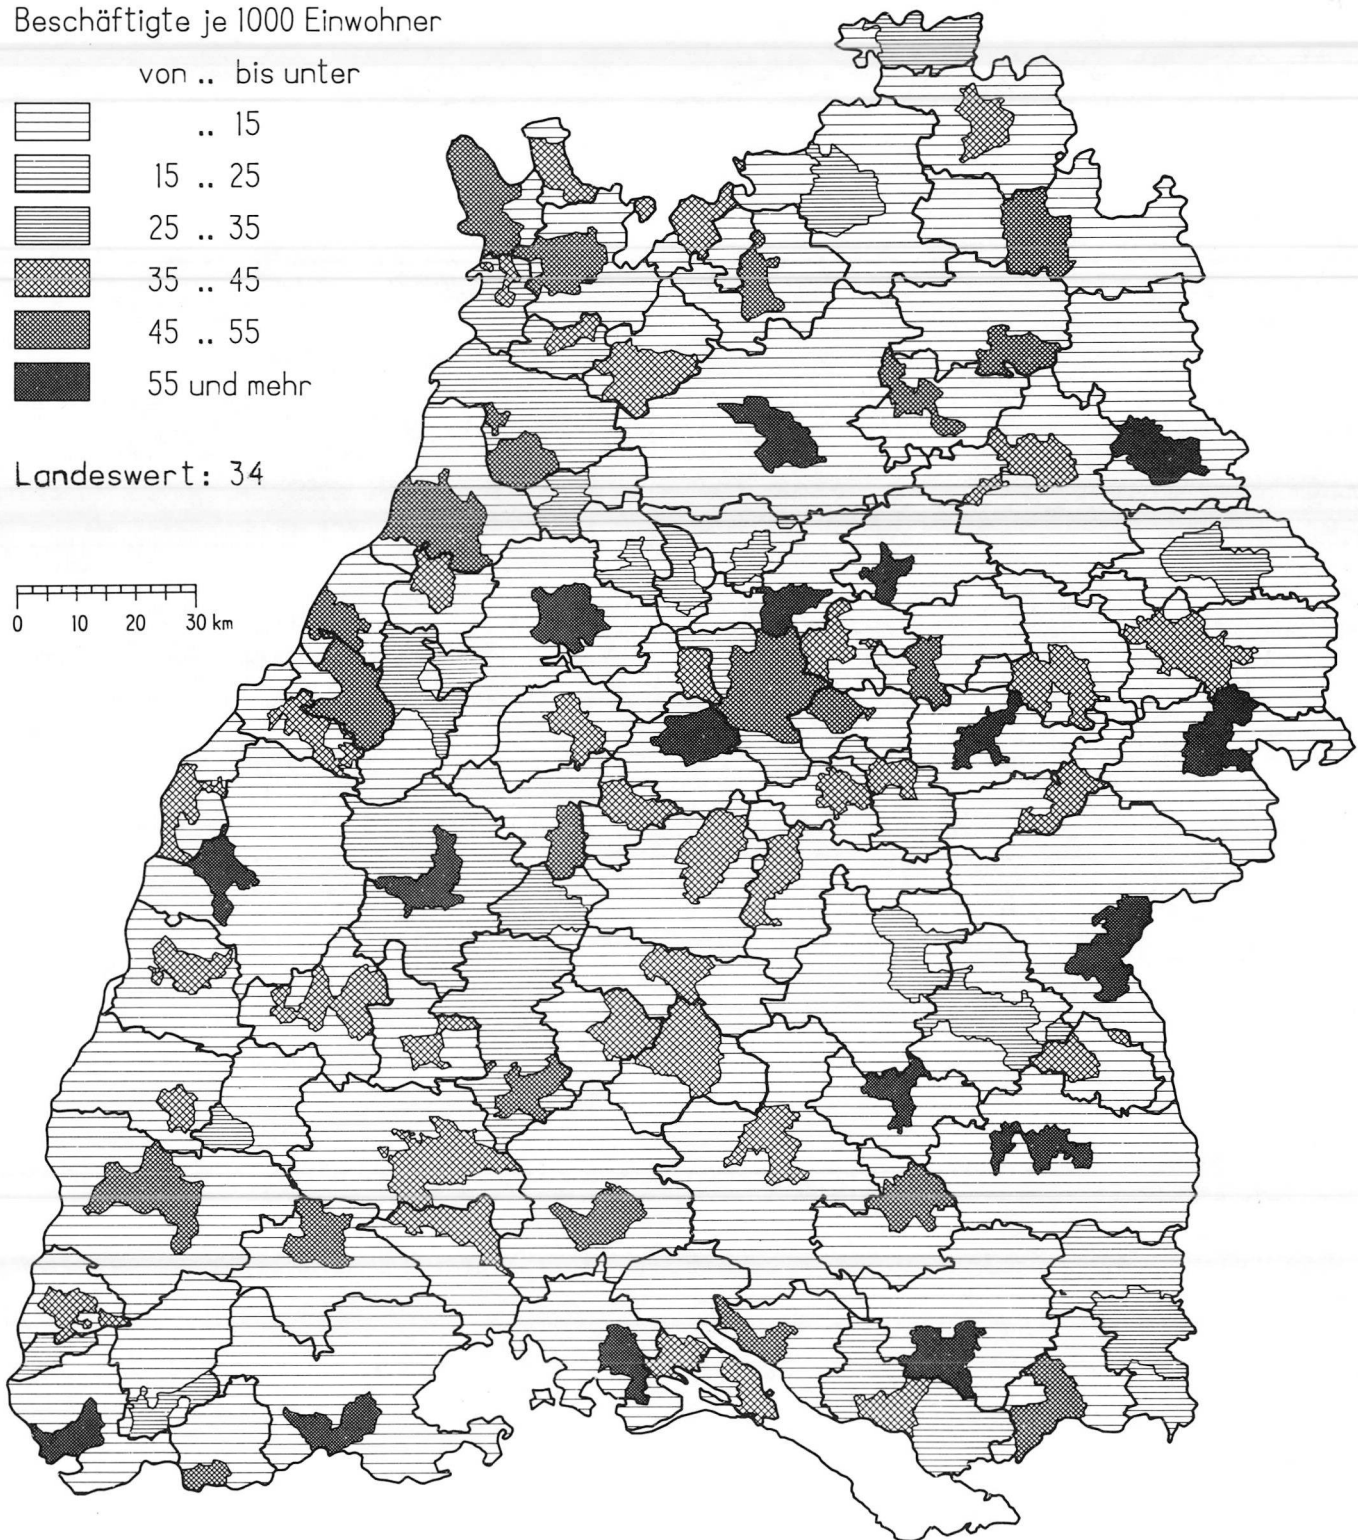 Beschäftigte je 1000 Einwohner
von .. bis unter
.. 15
15 .. 25
25 .. 35
35 .. 45
45 .. 55
55 und mehr
Landeswert: 34
0 10 20 30 km